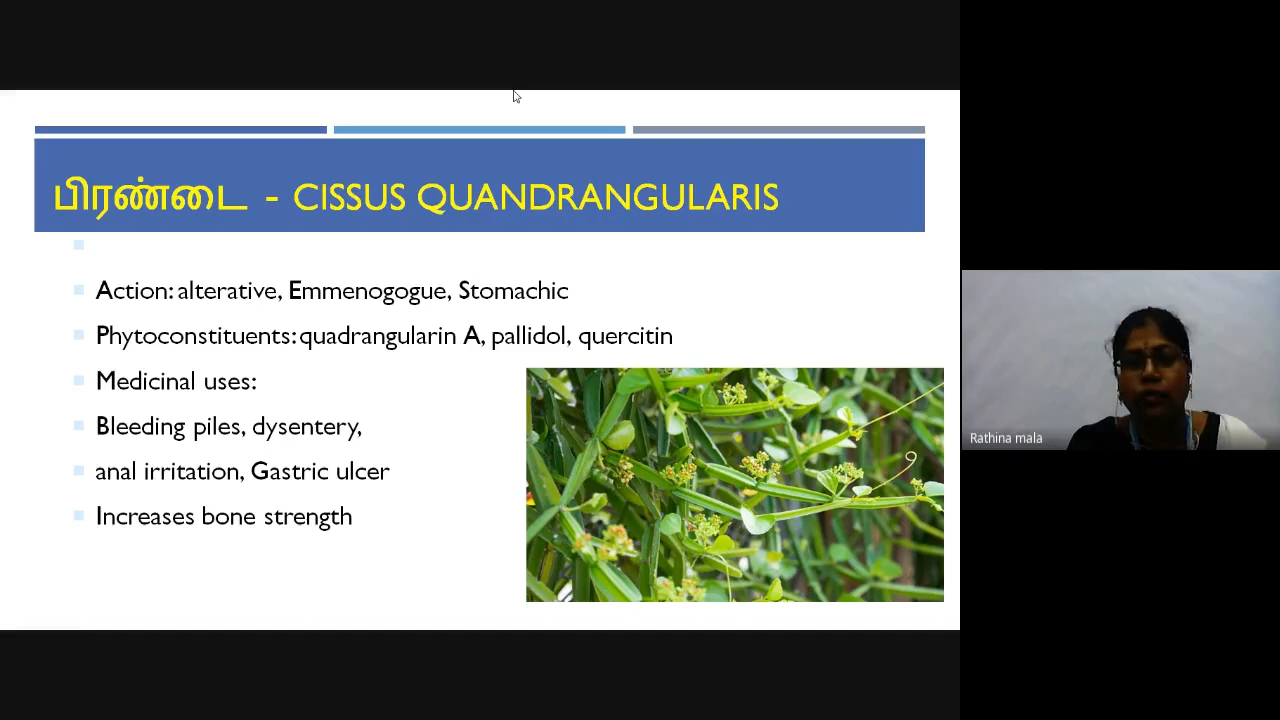 பிரண்டை - CISSUS QUANDRANGULARIS
Action: alterative, Emmenogogue, Stomachic
Phytoconstituents: quadrangularin A, pallidol, quercitin
Medicinal uses:
Bleeding piles, dysentery,
anal irritation, Gastric ulcer
Increases bone strength
Rathina mala